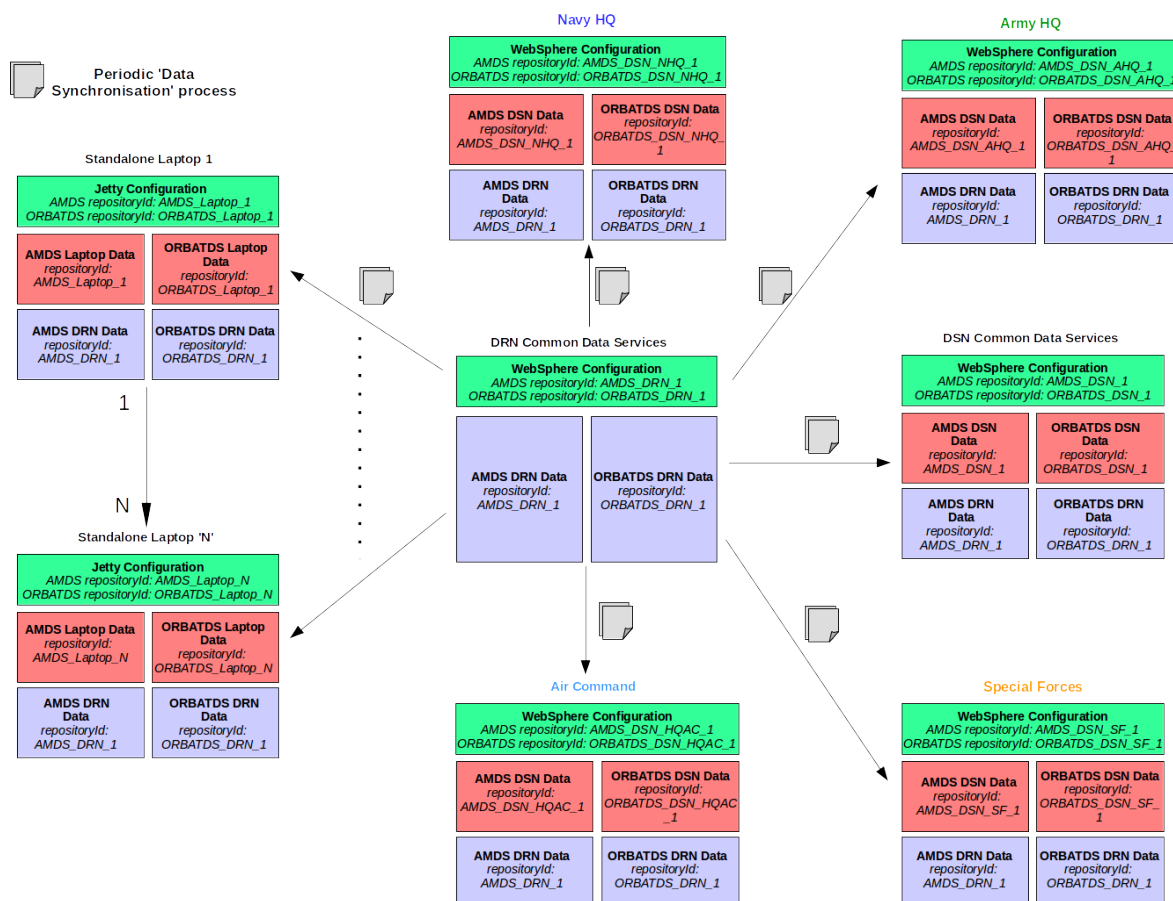 Periodic 'Data
Synchronisation' process
Navy HQ
WebSphere Configuration
AMDS repositoryId: AMDS_DSN_NHQ_1
ORBATDS repositoryId: ORBATDS_DSN_NHQ_1
AMDS DSN Data
repositoryId:
AMDS_DSN_NHQ_1
ORBATDS DSN Data
repositoryId:
ORBATDS_DSN_NHQ_
1
AMDS DRN
Data
repositoryId:
AMDS_DRN_1
ORBATDS DRN
Data
repositoryId:
ORBATDS_DRN_1
Army HQ
WebSphere Configuration
AMDS repositoryId: AMDS_DSN_AHQ_1
ORBATDS repositoryId: ORBATDS_DSN_AHQ_1
AMDS DSN Data
repositoryId:
AMDS_DSN_AHQ_1
ORBATDS DSN Data
repositoryId:
ORBATDS_DSN_AHQ_
1
AMDS DRN Data
repositoryId:
AMDS_DRN_1
ORBATDS DRN Data
repositoryId:
ORBATDS_DRN_1
Standalone Laptop 1
Jetty Configuration
AMDS repositoryId: AMDS_Laptop_1
ORBATDS repositoryId: ORBATDS_Laptop_1
AMDS Laptop Data
repositoryId:
AMDS_Laptop_1
ORBATDS Laptop
Data
repositoryId:
ORBATDS_Laptop_1
AMDS DRN Data
repositoryId:
AMDS_DRN_1
ORBATDS DRN Data
repositoryId:
ORBATDS_DRN_1
1
N
DRN Common Data Services
WebSphere Configuration
AMDS repositoryId: AMDS_DRN_1
ORBATDS repositoryId: ORBATDS_DRN_1
AMDS DRN Data
repositoryId:
AMDS_DRN_1
ORBATDS DRN Data
repositoryId:
ORBATDS_DRN_1
DSN Common Data Services
WebSphere Configuration
AMDS repositoryId: AMDS_DSN_1
ORBATDS repositoryId: ORBATDS_DSN_1
AMDS DSN
Data
repositoryId:
AMDS_DSN_1
ORBATDS DSN
Data
repositoryId:
ORBATDS_DSN_1
AMDS DRN
Data
repositoryId:
AMDS_DRN_1
ORBATDS DRN
Data
repositoryId:
ORBATDS_DRN_1
Standalone Laptop 'N'
Jetty Configuration
AMDS repositoryId: AMDS_Laptop_N
ORBATDS repositoryId: ORBATDS_Laptop_N
AMDS Laptop Data
repositoryId:
AMDS_Laptop_N
ORBATDS Laptop
Data
repositoryId:
ORBATDS_Laptop_N
AMDS DRN
Data
repositoryId:
AMDS_DRN_1
ORBATDS DRN
Data
repositoryId:
ORBATDS_DRN_1
Air Command
WebSphere Configuration
AMDS repositoryId: AMDS_DSN_HQAC_1
ORBATDS repositoryId: ORBATDS_DSN_HQAC_1
AMDS DSN Data
repositoryId:
AMDS_DSN_HQAC_1
ORBATDS DSN Data
repositoryId:
ORBATDS_DSN_HQAC
_1
AMDS DRN Data
repositoryId:
AMDS_DRN_1
ORBATDS DRN Data
repositoryId:
ORBATDS_DRN_1
Special Forces
WebSphere Configuration
AMDS repositoryId: AMDS_DSN_SF_1
ORBATDS repositoryId: ORBATDS_DSN_SF_1
AMDS DSN Data
repositoryId:
AMDS_DSN_SF_1
ORBATDS DSN Data
repositoryId:
ORBATDS_DSN_SF_
1
AMDS DRN Data
repositoryId:
AMDS_DRN_1
ORBATDS DRN Data
repositoryId:
ORBATDS_DRN_1